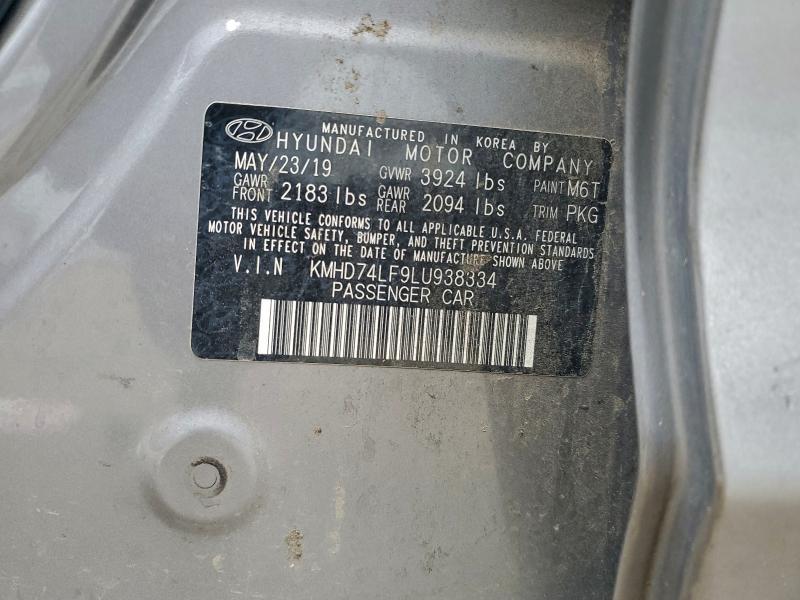 MANUFACTURED IN KOREA BY
HYUNDAI MOTOR COMPANY
MAY/23/19 GVWR 3924 lbs PAINT M6T
GAWR FRONT 2183 lbs GAWR REAR 2094 lbs TRIM PKG
THIS VEHICLE CONFORMS TO ALL APPLICABLE U.S.A. FEDERAL
MOTOR VEHICLE SAFETY, BUMPER, AND THEFT PREVENTION STANDARDS
IN EFFECT ON THE DATE OF MANUFACTURE SHOWN ABOVE
V.I.N KMHD74LF9LU938334
PASSENGER CAR